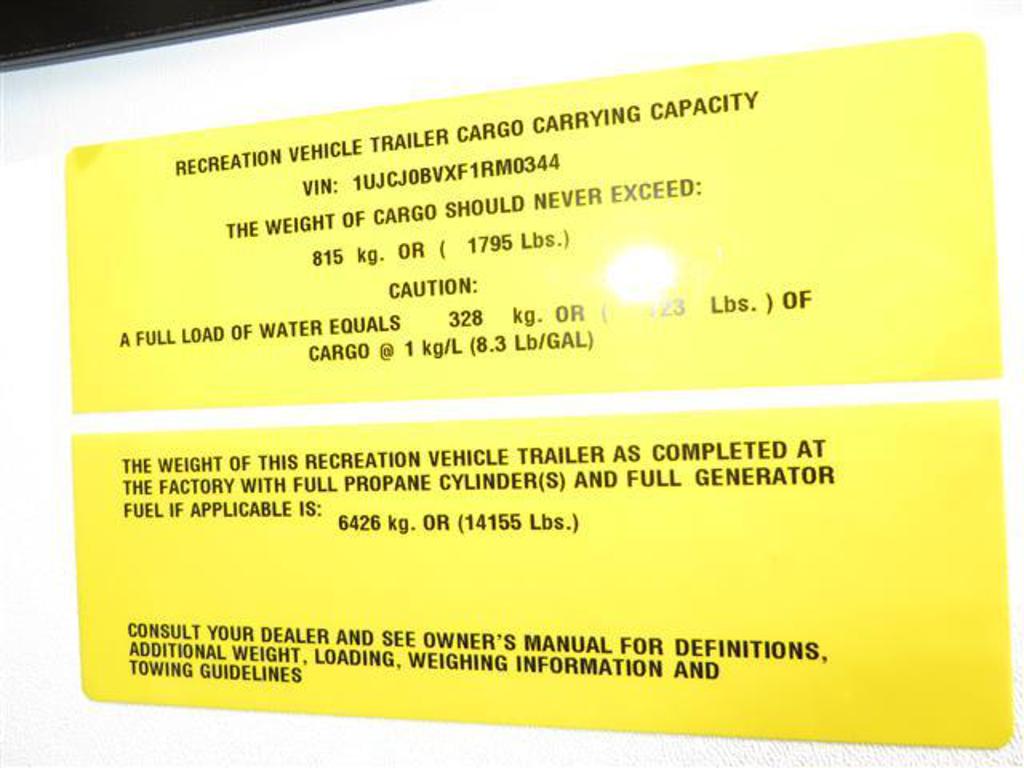 RECREATION VEHICLE TRAILER CARGO CARRYING CAPACITY
VIN: 1UJCJ0BVXF1RM0344
THE WEIGHT OF CARGO SHOULD NEVER EXCEED:
815 kg. OR ( 1795 Lbs.)
CAUTION:
A FULL LOAD OF WATER EQUALS 328 kg. OR ( Lbs. ) OF
CARGO @ 1 kg/L (8.3 Lb/GAL)
THE WEIGHT OF THIS RECREATION VEHICLE TRAILER AS COMPLETED AT
THE FACTORY WITH FULL PROPANE CYLINDER(S) AND FULL GENERATOR
FUEL IF APPLICABLE IS:
6426 kg. OR (14155 Lbs.)
CONSULT YOUR DEALER AND SEE OWNER'S MANUAL FOR DEFINITIONS,
ADDITIONAL WEIGHT, LOADING, WEIGHING INFORMATION AND
TOWING GUIDELINES